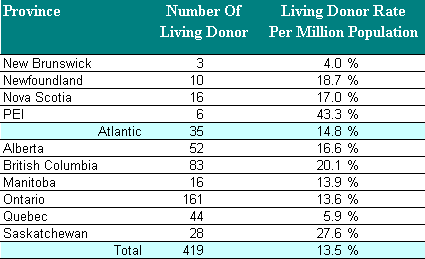 Province Number Of Living Donor Rate
Living Donor Per Million Population
New Brunswick 3 4.0 %
Newfoundland 10 18.7 %
Nova Scotia 16 17.0 %
PEI 6 43.3 %
Atlantic 35 14.8 %
Alberta 52 16.6 %
British Columbia 83 20.1 %
Manitoba 16 13.9 %
Ontario 161 13.6 %
Quebec 44 5.9 %
Saskatchewan 28 27.6 %
Total 419 13.5 %